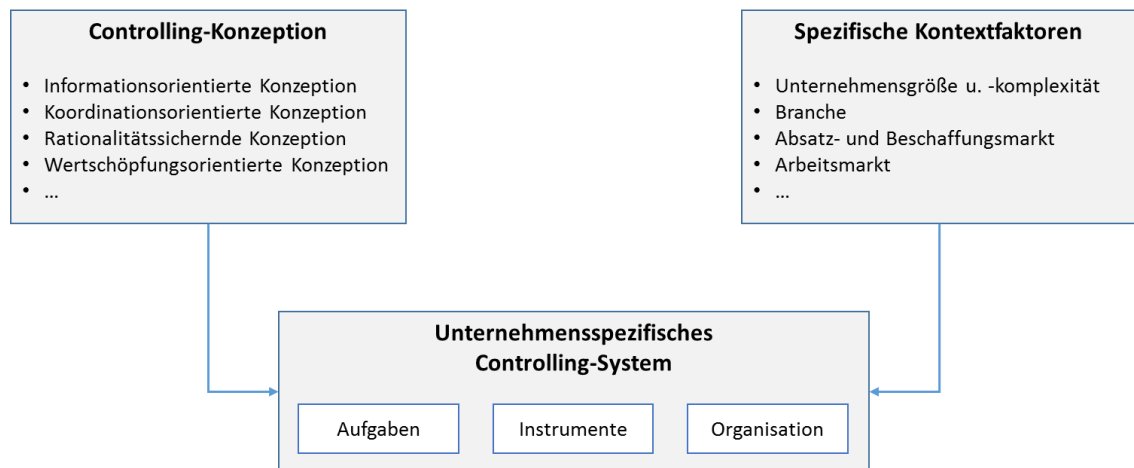 Controlling-Konzeption
• Informationsorientierte Konzeption
• Koordinationsorientierte Konzeption
• Rationalitätssichernde Konzeption
• Wertschöpfungsorientierte Konzeption
• ...
Spezifische Kontextfaktoren
• Unternehmensgröße u. -komplexität
• Branche
• Absatz- und Beschaffungsmarkt
• Arbeitsmarkt
• ...
Unternehmensspezifisches
Controlling-System
Aufgaben
Instrumente
Organisation